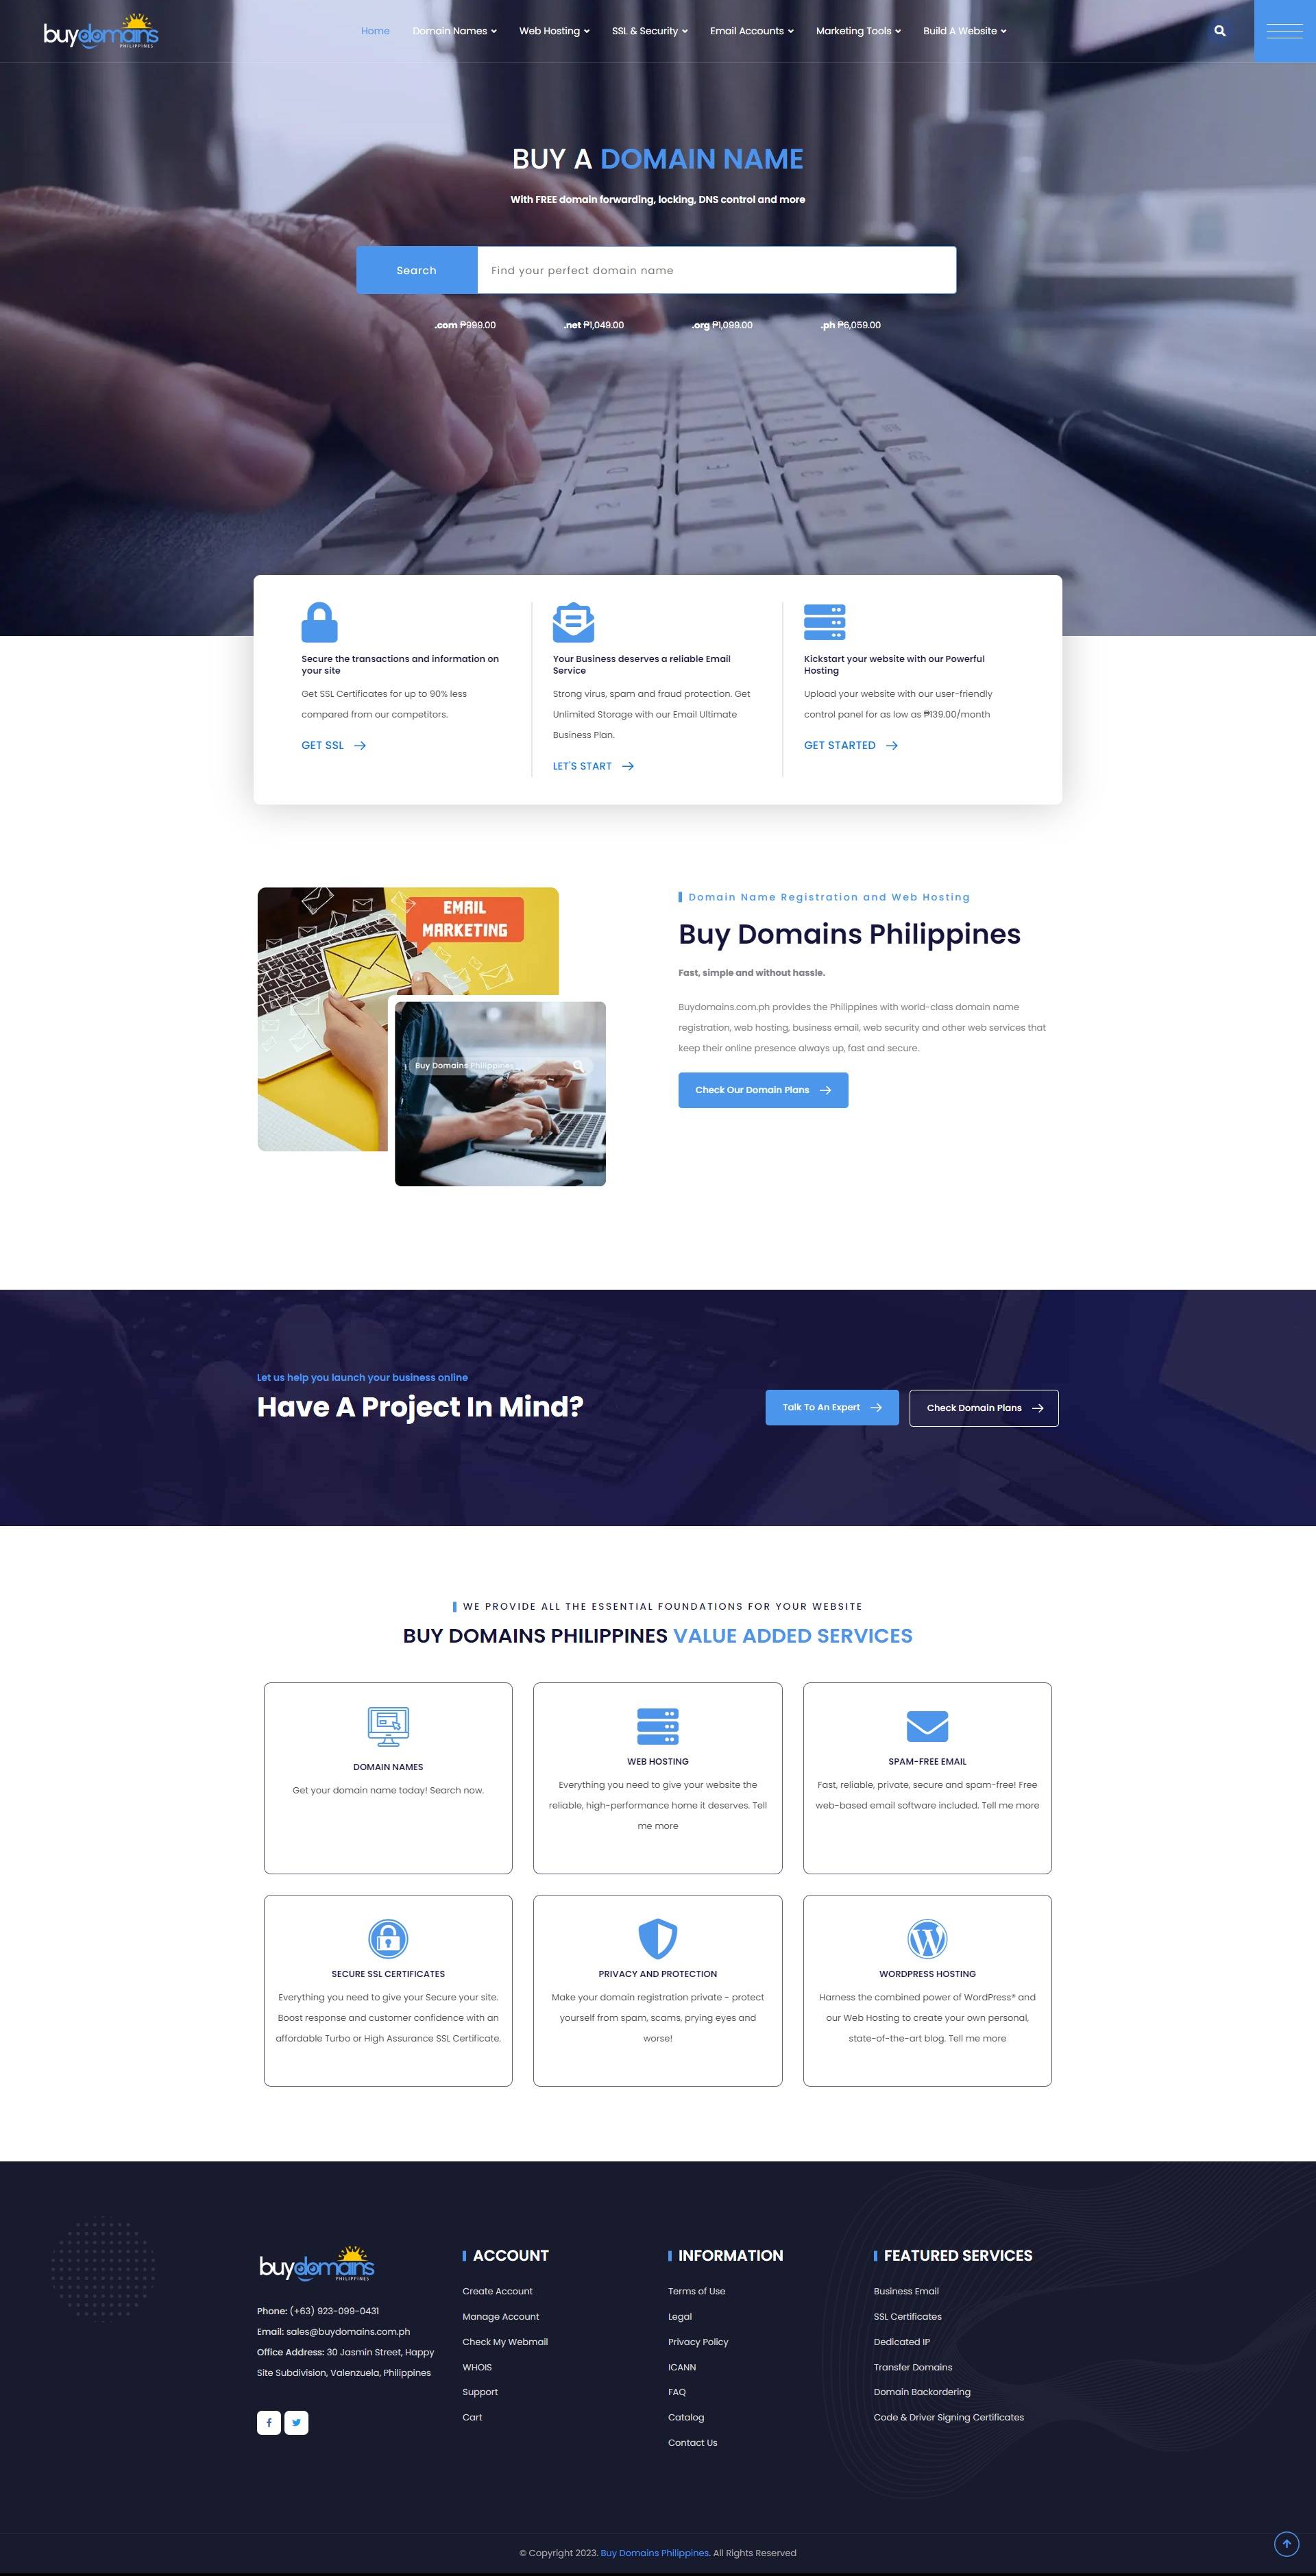 buydomains
PHILIPPINES
Home
Domain Names
Web Hosting
SSL & Security
Email Accounts
Marketing Tools
Build A Website
BUY A DOMAIN NAME
With FREE domain forwarding, locking, DNS control and more
Search
Find your perfect domain name
.com ₱999.00
.net ₱1,049.00
.org ₱1,099.00
.ph ₱6,059.00
Secure the transactions and information on
your site
Get SSL Certificates for up to 90% less
compared from our competitors.
GET SSL
Your Business deserves a reliable Email
Service
Strong virus, spam and fraud protection. Get
Unlimited Storage with our Email Ultimate
Business Plan.
LET'S START
Kickstart your website with our Powerful
Hosting
Upload your website with our user-friendly
control panel for as low as ₱139.00/month
GET STARTED
EMAIL
MARKETING
Buy Domains Philippines
Domain Name Registration and Web Hosting
Buy Domains Philippines
Fast, simple and without hassle.
Buydomains.com.ph provides the Philippines with world-class domain name
registration, web hosting, business email, web security and other web services that
keep their online presence always up, fast and secure.
Check Our Domain Plans
Let us help you launch your business online
Have A Project In Mind?
Talk To An Expert
Check Domain Plans
WE PROVIDE ALL THE ESSENTIAL FOUNDATIONS FOR YOUR WEBSITE
BUY DOMAINS PHILIPPINES VALUE ADDED SERVICES
DOMAIN NAMES
Get your domain name today! Search now.
WEB HOSTING
Everything you need to give your website the
reliable, high-performance home it deserves. Tell
me more
SPAM-FREE EMAIL
Fast, reliable, private, secure and spam-free! Free
web-based email software included. Tell me more
SECURE SSL CERTIFICATES
Everything you need to give your Secure your site.
Boost response and customer confidence with an
affordable Turbo or High Assurance SSL Certificate.
PRIVACY AND PROTECTION
Make your domain registration private - protect
yourself from spam, scams, prying eyes and
worse!
WORDPRESS HOSTING
Harness the combined power of WordPress® and
our Web Hosting to create your own personal,
state-of-the-art blog. Tell me more
buydomains
PHILIPPINES
Phone: (+63) 923-099-0431
Email: sales@buydomains.com.ph
Office Address: 30 Jasmin Street, Happy
Site Subdivision, Valenzuela, Philippines
ACCOUNT
Create Account
Manage Account
Check My Webmail
WHOIS
Support
Cart
INFORMATION
Terms of Use
Legal
Privacy Policy
ICANN
FAQ
Catalog
Contact Us
FEATURED SERVICES
Business Email
SSL Certificates
Dedicated IP
Transfer Domains
Domain Backordering
Code & Driver Signing Certificates
© Copyright 2023. Buy Domains Philippines. All Rights Reserved